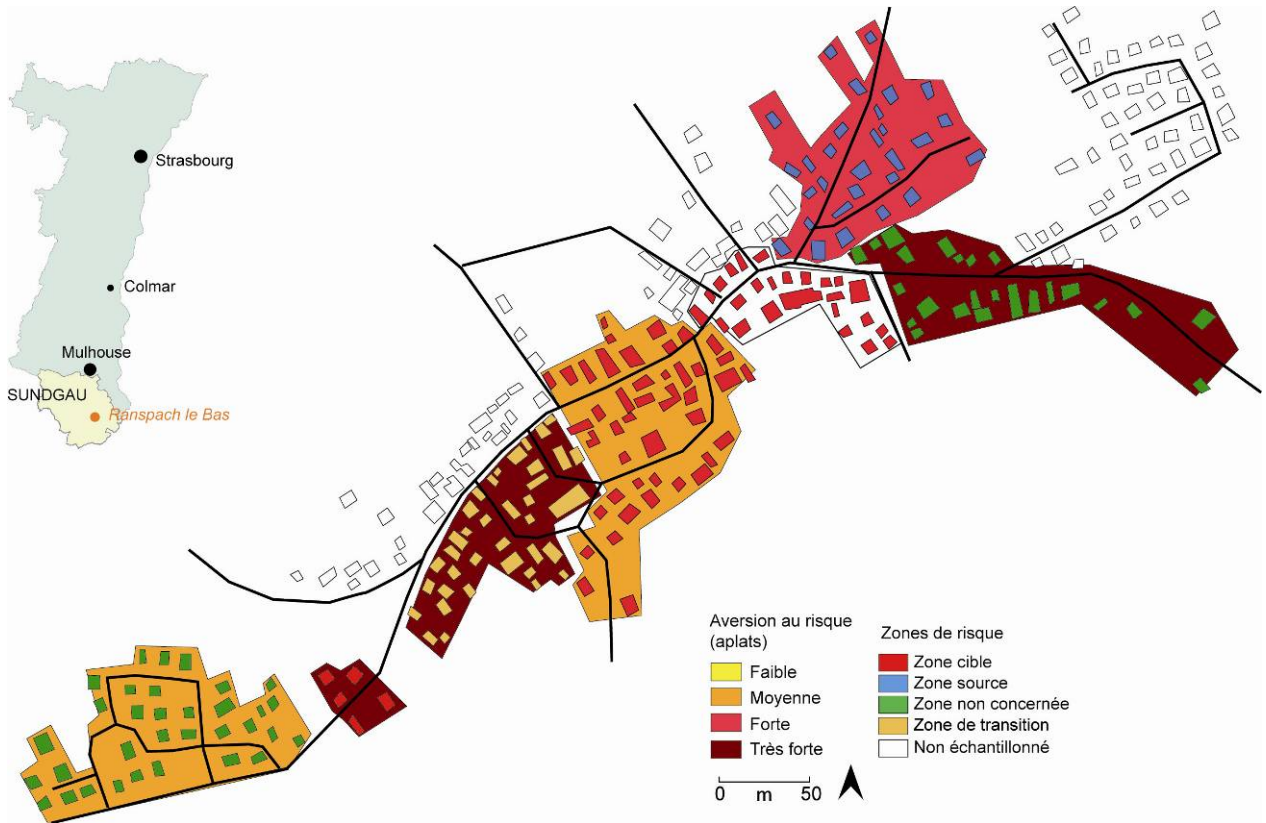 Strasbourg
Colmar
Mulhouse
SUNDGAU
Ranspach le Bas
Aversion au risque
(aplats)
Faible
Moyenne
Forte
Très forte
Zones de risque
Zone cible
Zone source
Zone non concernée
Zone de transition
Non échantillonné
0 m 50